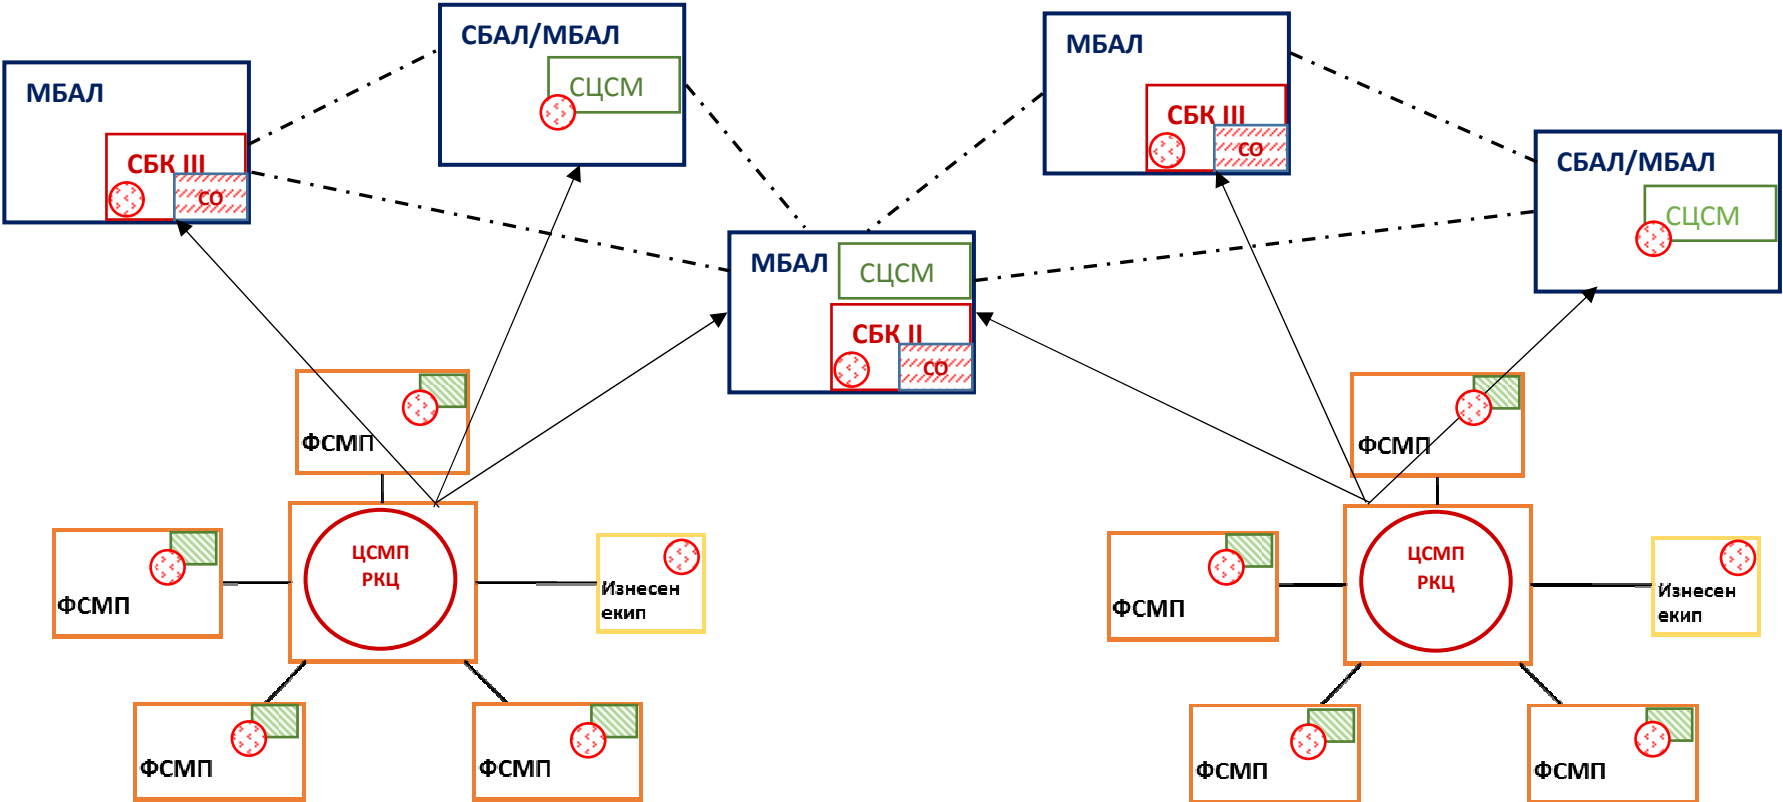 СБАЛ/МБАЛ
СЦСМ
МБАЛ
СБК III
СО
МБАЛ
СБК III
СО
СБАЛ/МБАЛ
СЦСМ
МБАЛ
СЦСМ
СБК II
СО
ФСМП
ФСМП
ЦСМП
РКЦ
Изнесен
екип
ФСМП
ФСМП
ФСМП
ФСМП
ЦСМП
РКЦ
Изнесен
екип
ФСМП
ФСМП